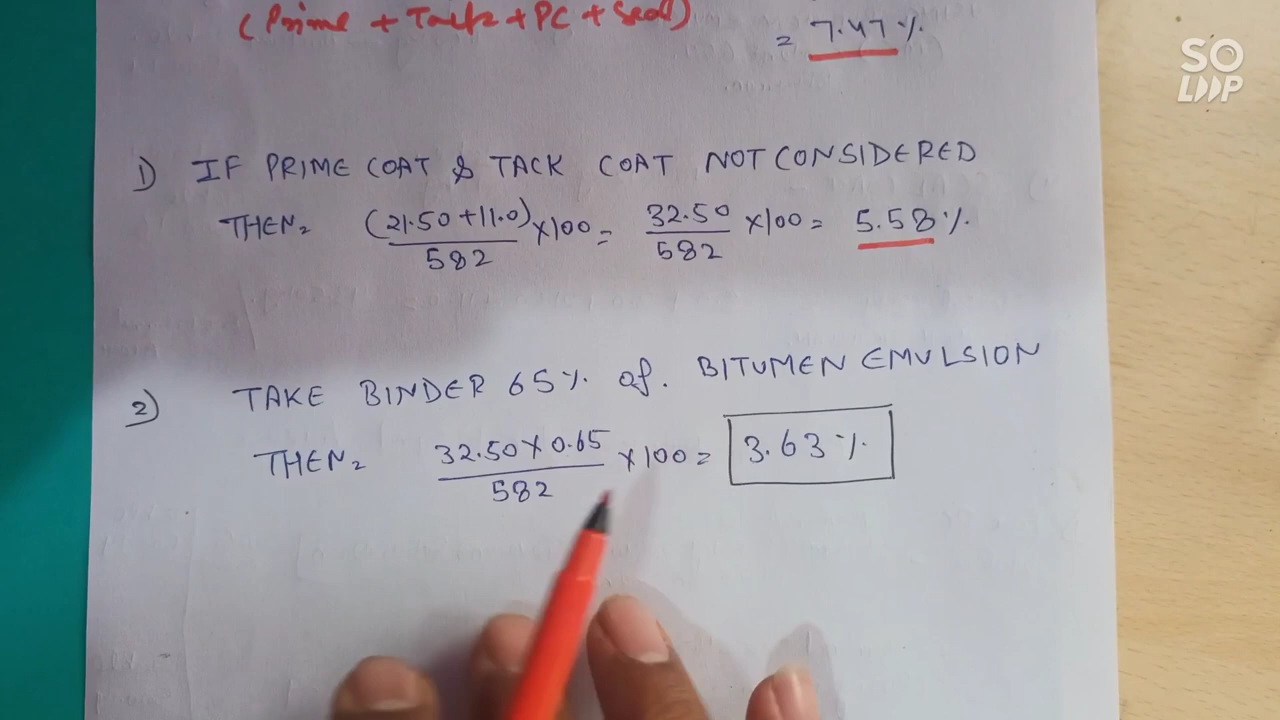 (Prime + Tack + PC + Seal)
= 7.47 %
SO
LOOP
1) IF PRIME COAT & TACK COAT NOT CONSIDERED
THEN = (21.50 + 11.0) / 582 × 100 = 32.50 / 582 × 100 = 5.58 %
2) TAKE BINDER 65 % of. BITUMEN EMULSION
THEN = 32.50 × 0.65 / 582 × 100 = 3.63 %